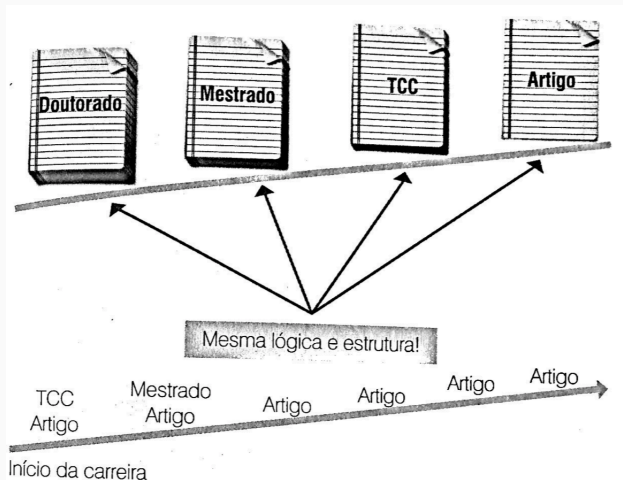 Doutorado
Mestrado
TCC
Artigo
Mesma lógica e estrutura!
TCC
Artigo
Mestrado
Artigo
Artigo
Artigo
Artigo
Artigo
Início da carreira